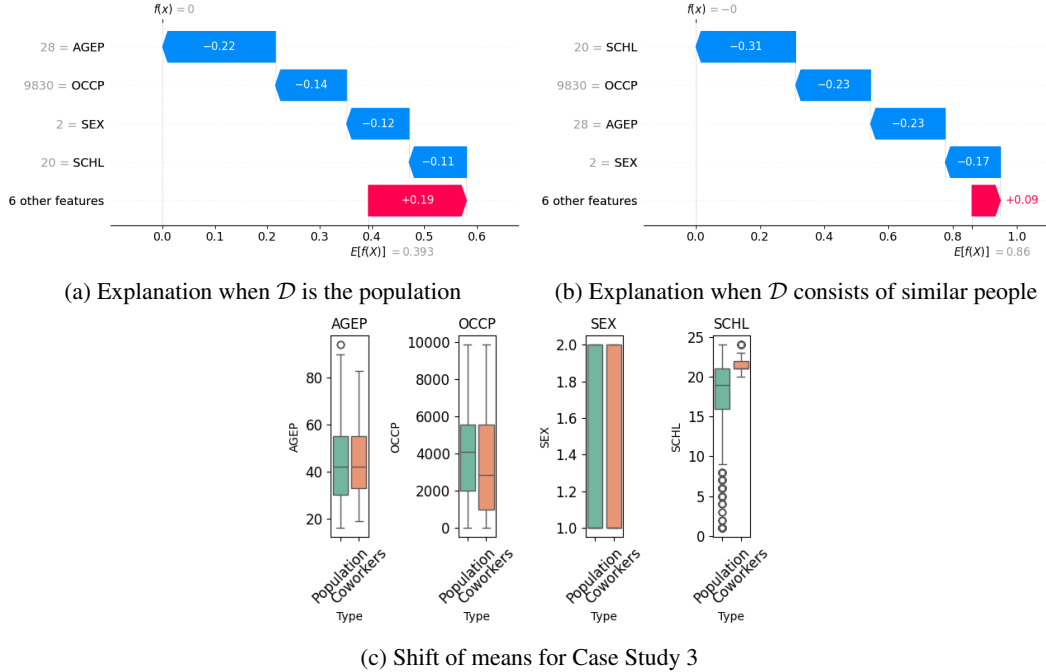 f(x) = 0
28 = AGEP
−0.22
9830 = OCCP
−0.14
2 = SEX
−0.12
20 = SCHL
−0.11
6 other features
+0.19
0.0 0.1 0.2 0.3 0.4 0.5 0.6
E[f(X)] = 0.393
(a) Explanation when 𝒟 is the population
f(x) = −0
20 = SCHL
−0.31
9830 = OCCP
−0.23
28 = AGEP
−0.23
2 = SEX
−0.17
6 other features
+0.09
0.0 0.2 0.4 0.6 0.8 1.0
E[f(X)] = 0.86
(b) Explanation when 𝒟 consists of similar people
AGEP
AGEP
80
60
40
20
Population
Coworkers
Type
OCCP
OCCP
10000
8000
6000
4000
2000
0
Population
Coworkers
Type
SEX
SEX
2.0
1.8
1.6
1.4
1.2
1.0
Population
Coworkers
Type
SCHL
SCHL
25
20
15
10
5
0
Population
Coworkers
Type
(c) Shift of means for Case Study 3